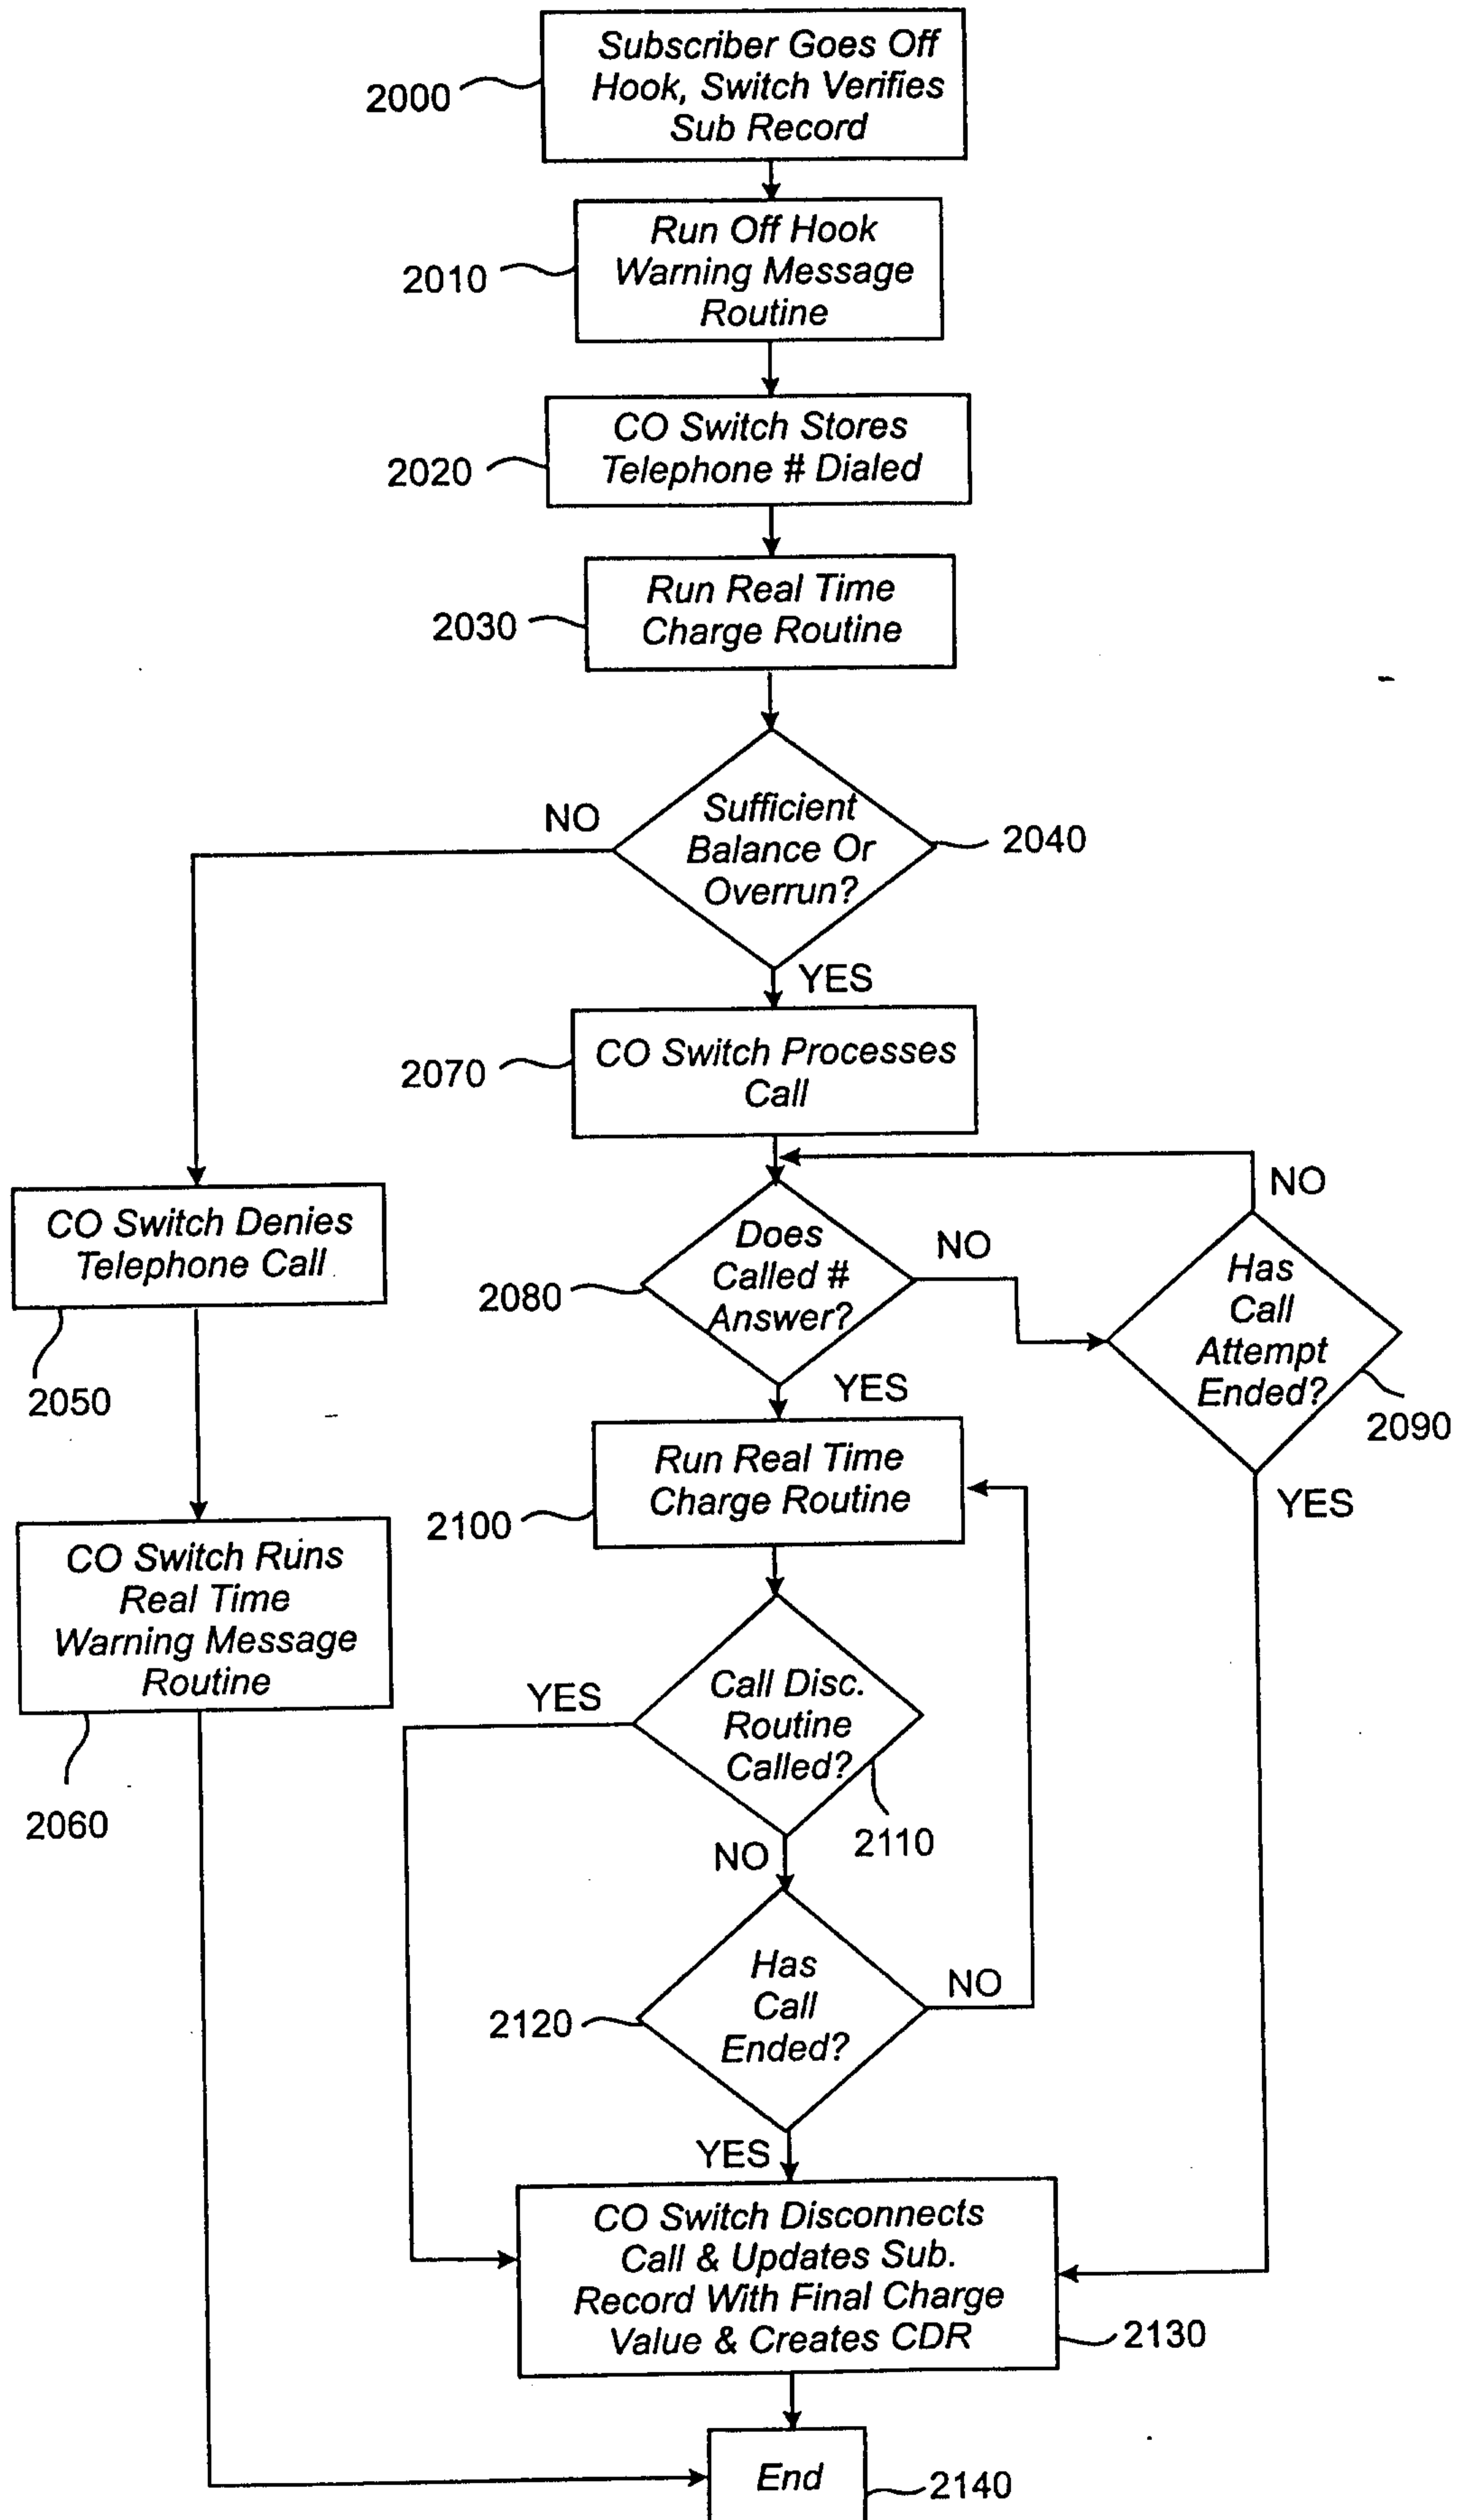 Subscriber Goes Off
Hook, Switch Verifies
Sub Record
2000
Run Off Hook
Warning Message
Routine
2010
CO Switch Stores
Telephone # Dialed
2020
Run Real Time
Charge Routine
2030
Sufficient
Balance Or
Overrun?
NO
2040
YES
CO Switch Processes
Call
2070
NO
CO Switch Denies
Telephone Call
2050
Does
Called #
Answer?
NO
2080
Has
Call
Attempt
Ended?
2090
YES
YES
Run Real Time
Charge Routine
2100
CO Switch Runs
Real Time
Warning Message
Routine
2060
Call Disc.
Routine
Called?
YES
2110
NO
Has
Call
Ended?
NO
2120
YES
CO Switch Disconnects
Call & Updates Sub.
Record With Final Charge
Value & Creates CDR
2130
End
2140